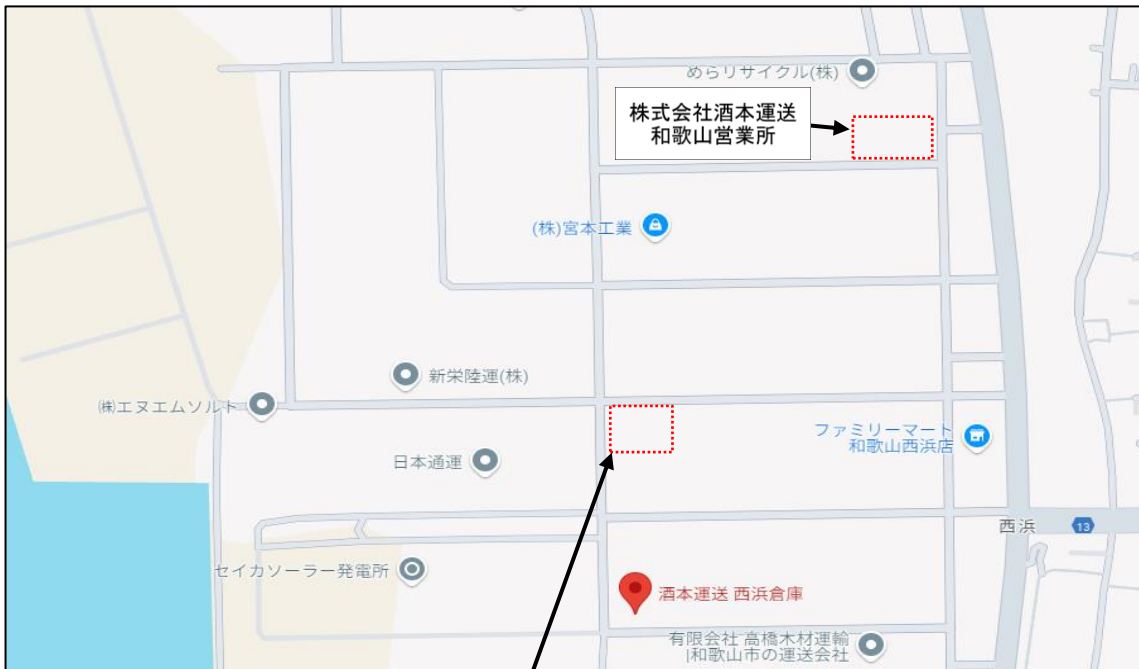 めらリサイクル(株)
株式会社酒本運送
和歌山営業所
(株)宮本工業
新栄陸運(株)
㈱エヌエムソルト
ファミリーマート
和歌山西浜店
日本通運
西浜
13
セイカソーラー発電所
酒本運送 西浜倉庫
有限会社 高橋木材運輸
|和歌山市の運送会社